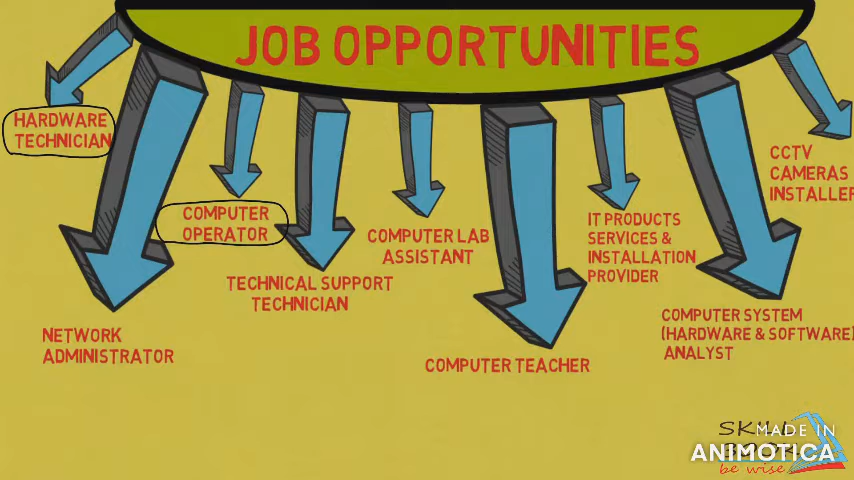 JOB OPPORTUNITIES
HARDWARE
TECHNICIAN
NETWORK
ADMINISTRATOR
COMPUTER
OPERATOR
TECHNICAL SUPPORT
TECHNICIAN
COMPUTER LAB
ASSISTANT
COMPUTER TEACHER
IT PRODUCTS
SERVICES &
INSTALLATION
PROVIDER
COMPUTER SYSTEM
(HARDWARE & SOFTWARE)
ANALYST
CCTV
CAMERAS
INSTALLER
SKILL
MADE IN
ANIMOTICA
be wise